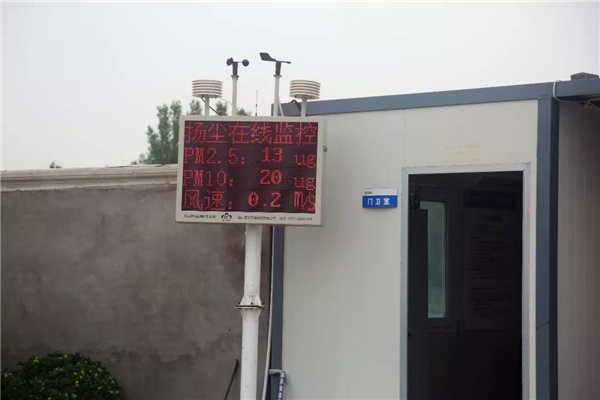 扬尘在线监控
PM2.5: 13 ug
PM10: 20 ug
风速: 0.2 M/S
门卫室